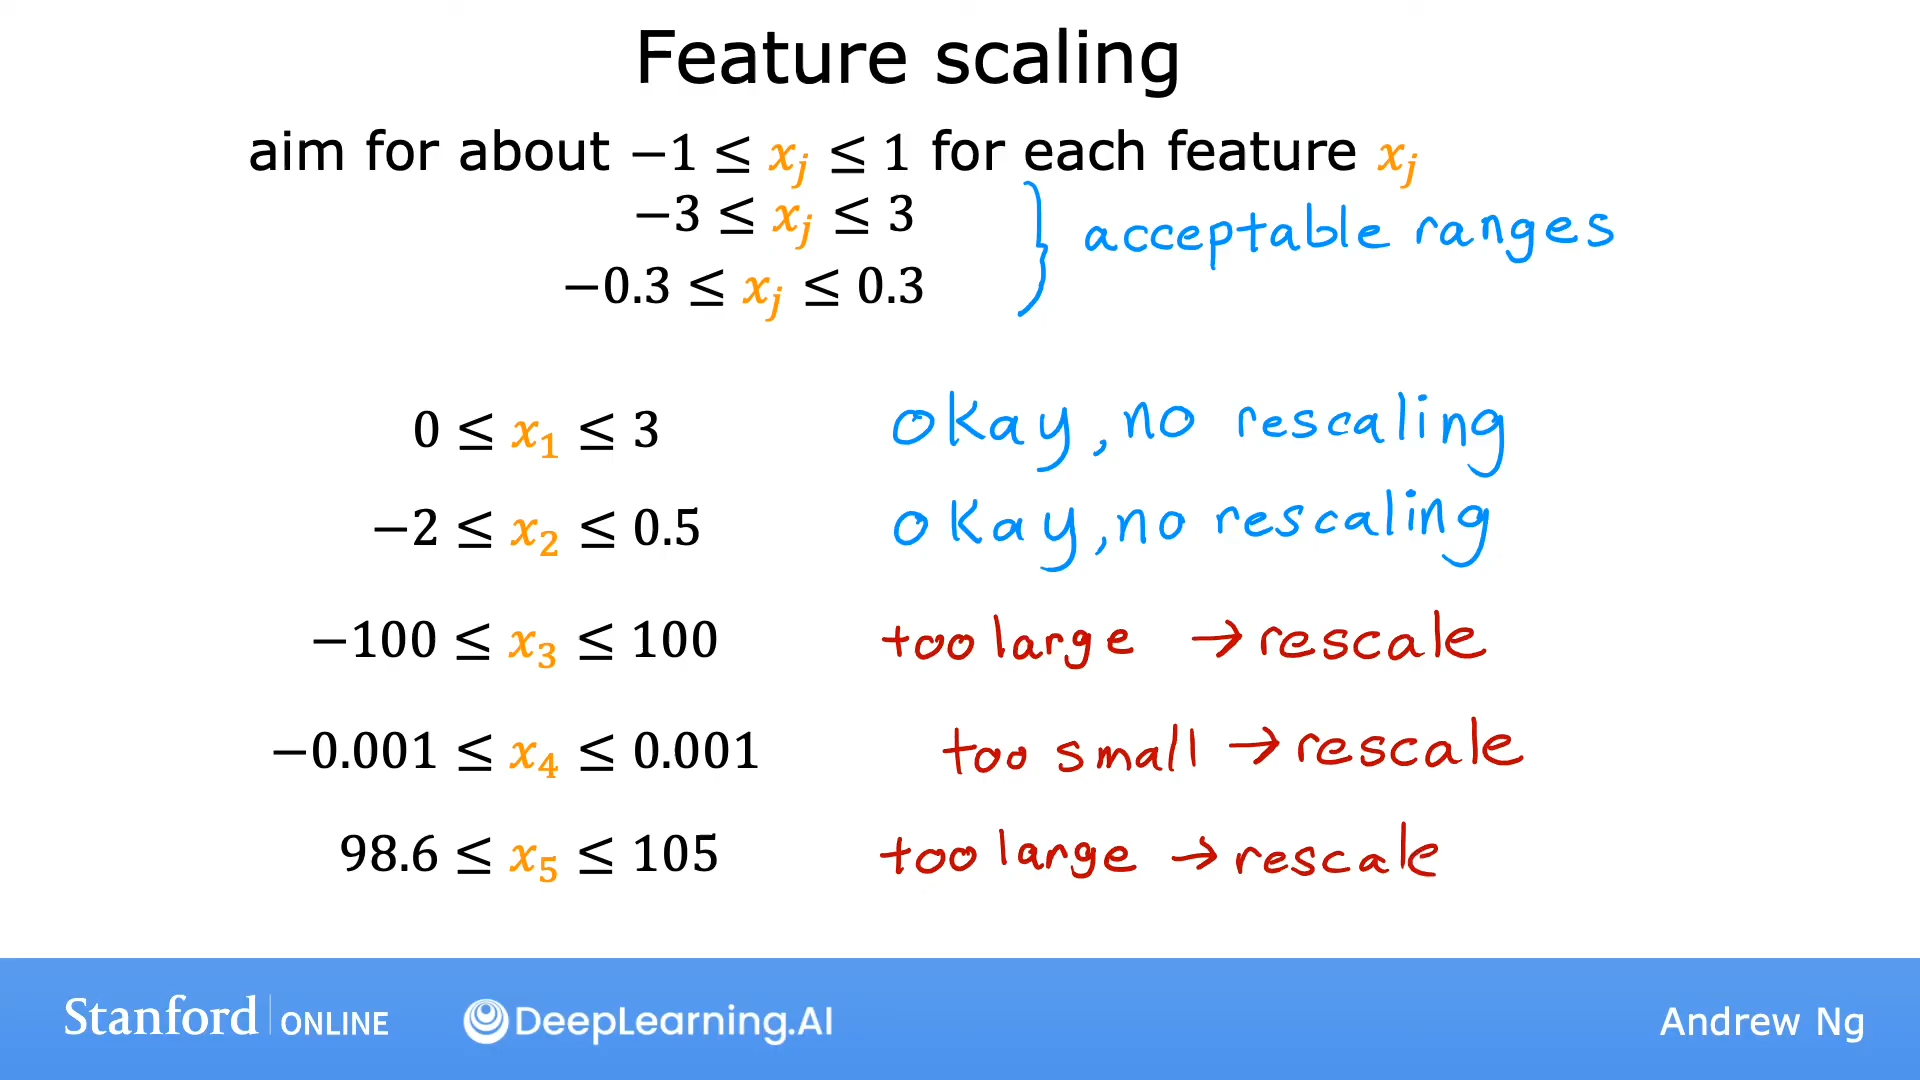 Feature scaling
aim for about −1 ≤ xⱼ ≤ 1 for each feature xⱼ
−3 ≤ xⱼ ≤ 3
−0.3 ≤ xⱼ ≤ 0.3
} acceptable ranges
0 ≤ x₁ ≤ 3 okay, no rescaling
−2 ≤ x₂ ≤ 0.5 okay, no rescaling
−100 ≤ x₃ ≤ 100 too large → rescale
−0.001 ≤ x₄ ≤ 0.001 too small → rescale
98.6 ≤ x₅ ≤ 105 too large → rescale
Stanford | ONLINE DeepLearning.AI Andrew Ng